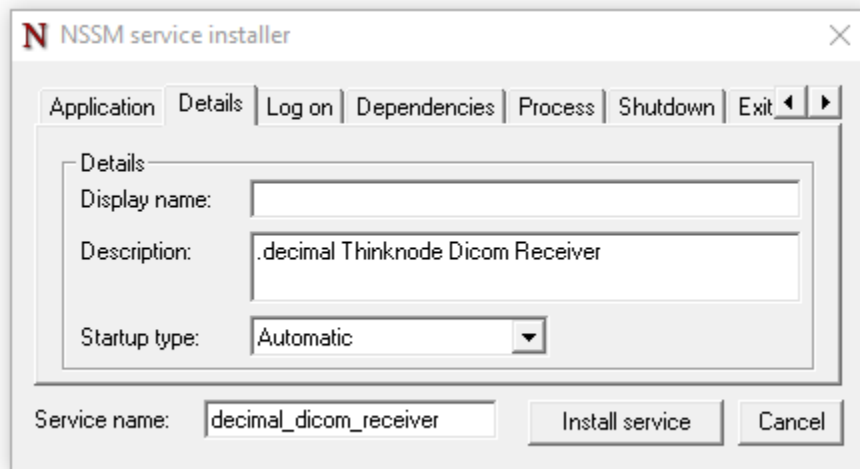 N NSSM service installer
Application Details Log on Dependencies Process Shutdown Exit
Details
Display name:
Description: .decimal Thinknode Dicom Receiver
Startup type: Automatic
Service name: decimal_dicom_receiver Install service Cancel